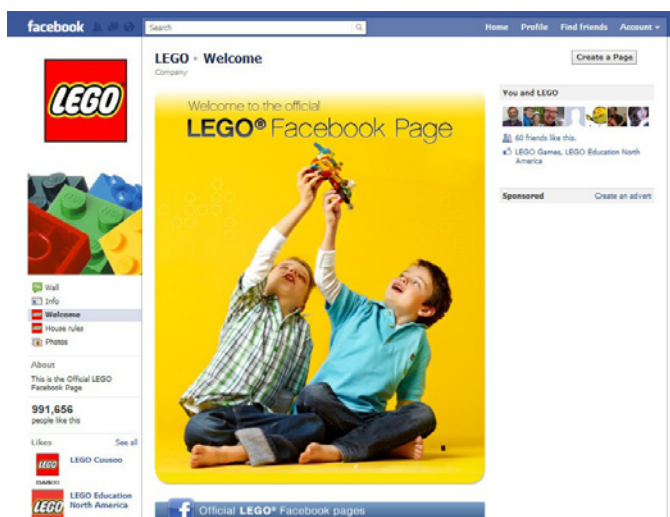 facebook
Search
Home Profile Find friends Account
LEGO
LEGO ▸ Welcome
Company
Create a Page
Welcome to the official
LEGO® Facebook Page
You and LEGO
60 friends like this.
LEGO Games, LEGO Education North
America
Sponsored
Create an advert
Wall
Info
Welcome
House rules
Photos
About
This is the Official LEGO
Facebook Page
991,656
people like this
Likes
See all
LEGO
LEGO Cuusoo
CUUSOO
LEGO
LEGO Education
North America
Official LEGO® Facebook pages